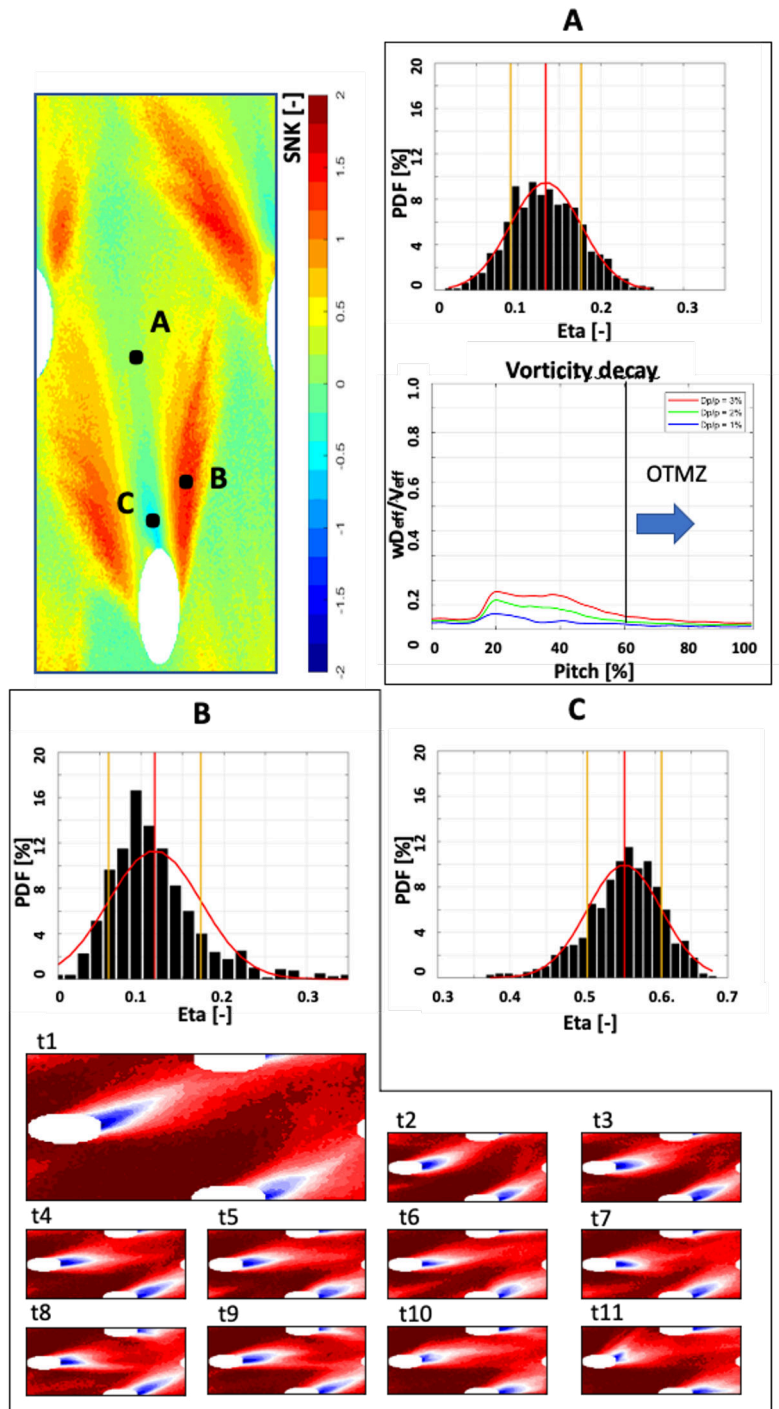 A
SNK [-]
2
1.5
1
0.5
0
-0.5
-1
-1.5
-2
A
B
C
PDF [%]
20
16
12
8
4
0
0
0.1
0.2
0.3
Eta [-]
Vorticity decay
wDeff/Veff
1.0
0.8
0.6
0.4
0.2
0
Dp/p = 3%
Dp/p = 2%
Dp/p = 1%
OTMZ
0
20
40
60
80
100
Pitch [%]
B
PDF [%]
20
16
12
8
4
0
0
0.1
0.2
0.3
Eta [-]
C
PDF [%]
20
16
12
8
4
0
0.3
0.4
0.5
0.6.
0.7
Eta [-]
t1
t2
t3
t4
t5
t6
t7
t8
t9
t10
t11